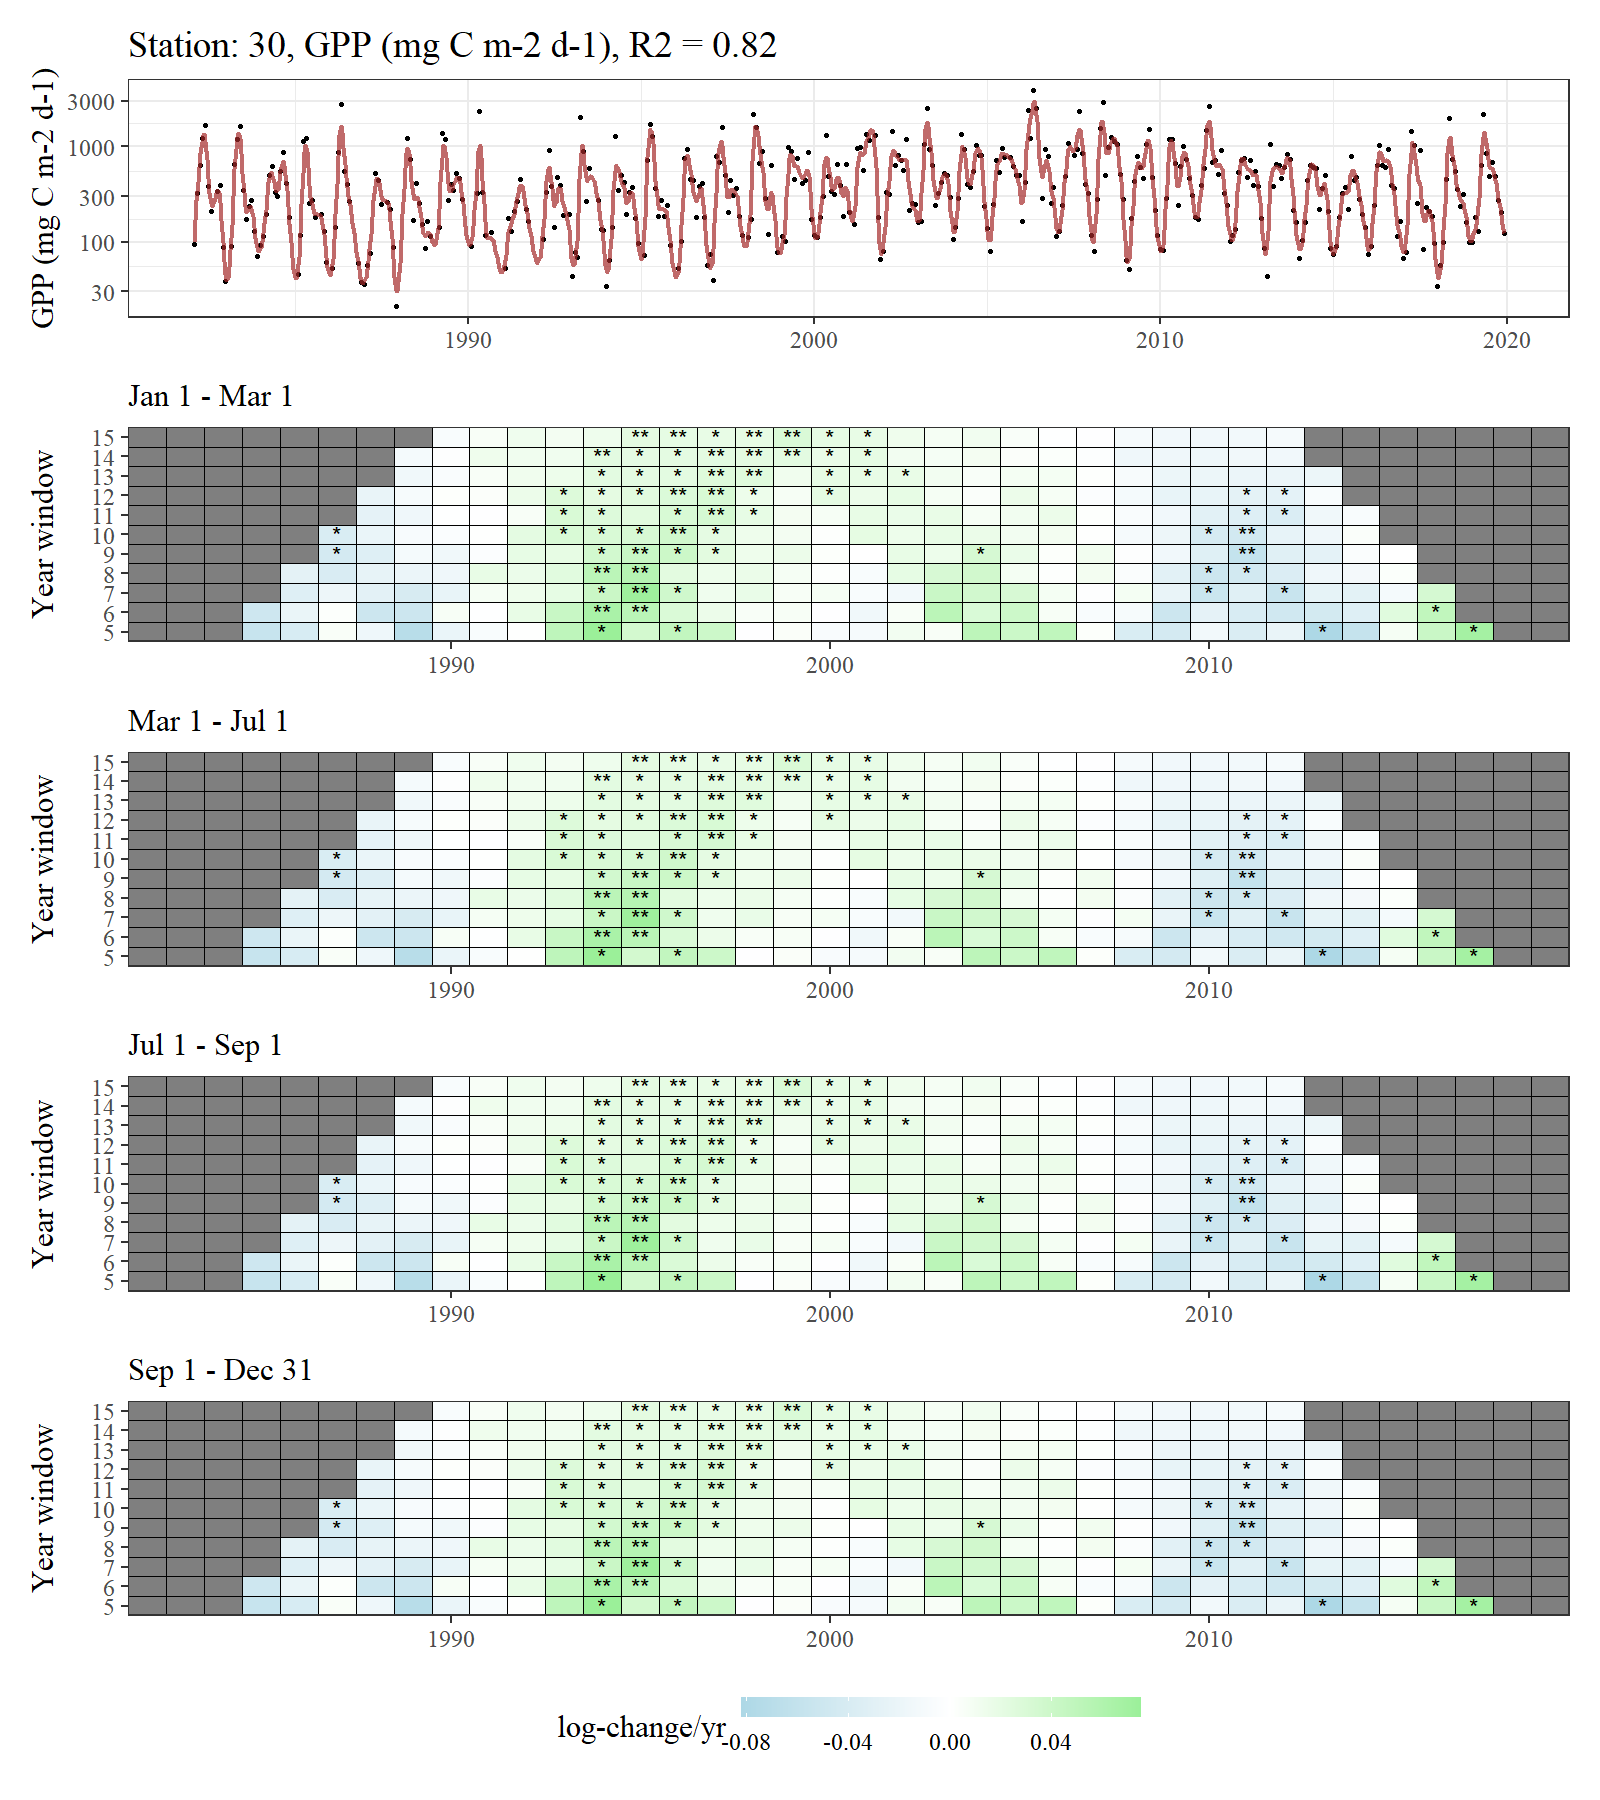 Station: 30, GPP (mg C m-2 d-1), R2 = 0.82
GPP (mg C m-2 d-1)
3000
1000
300
100
30
1990 2000 2010 2020
Jan 1 - Mar 1
Year window
15
14
13
12
11
10
9
8
7
6
5
1990 2000 2010
Mar 1 - Jul 1
Year window
15
14
13
12
11
10
9
8
7
6
5
1990 2000 2010
Jul 1 - Sep 1
Year window
15
14
13
12
11
10
9
8
7
6
5
1990 2000 2010
Sep 1 - Dec 31
Year window
15
14
13
12
11
10
9
8
7
6
5
1990 2000 2010
log-change/yr
-0.08 -0.04 0.00 0.04